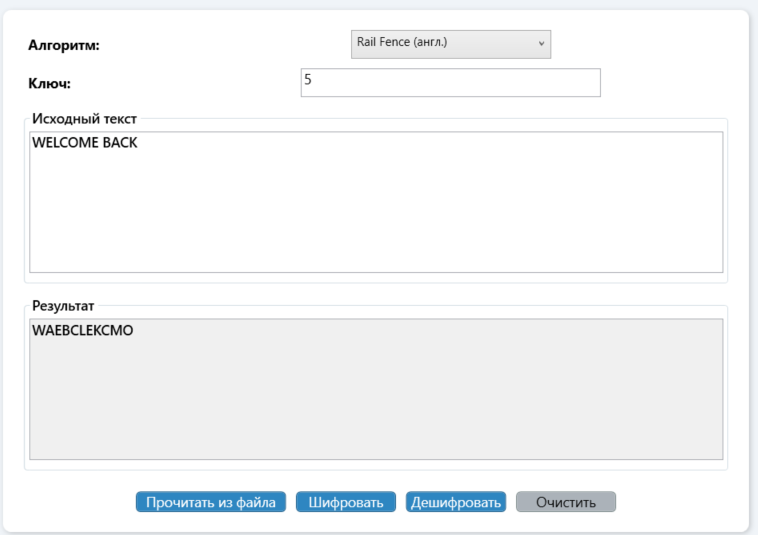 Алгоритм: Rail Fence (англ.)
Ключ: 5
Исходный текст
WELCOME BACK
Результат
WAEBCLEKCMO
Прочитать из файла Шифровать Дешифровать Очистить